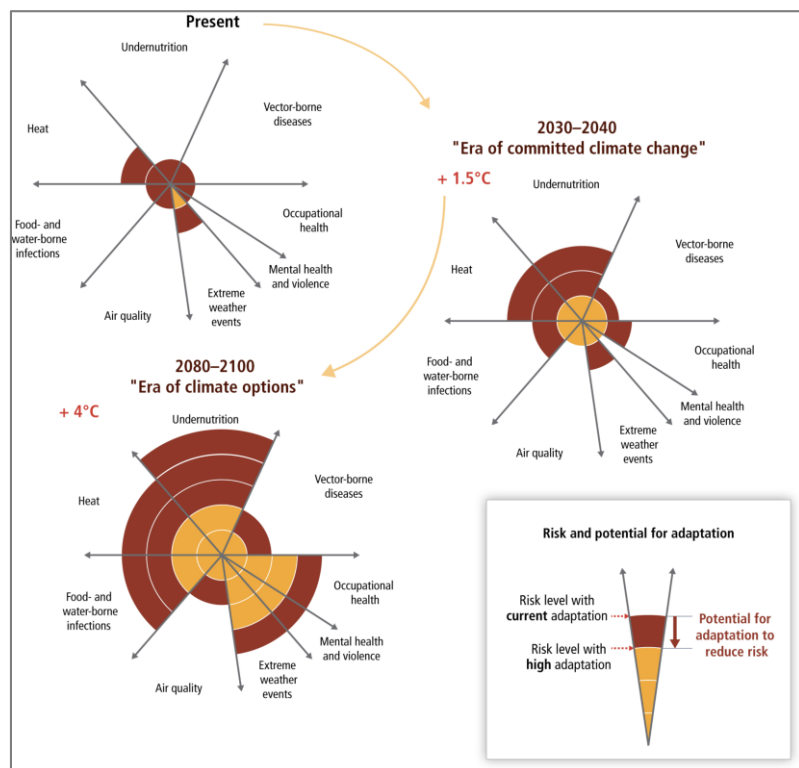 Present
Undernutrition
Vector-borne
diseases
Heat
Occupational
health
Food- and
water-borne
infections
Mental health
and violence
Air quality
Extreme
weather
events
2030–2040
"Era of committed climate change"
+ 1.5°C
Undernutrition
Vector-borne
diseases
Heat
Occupational
health
Food- and
water-borne
infections
Mental health
and violence
Air quality
Extreme
weather
events
2080–2100
"Era of climate options"
+ 4°C
Undernutrition
Vector-borne
diseases
Heat
Occupational
health
Food- and
water-borne
infections
Mental health
and violence
Air quality
Extreme
weather
events
Risk and potential for adaptation
Risk level with
current adaptation
Risk level with
high adaptation
Potential for
adaptation to
reduce risk